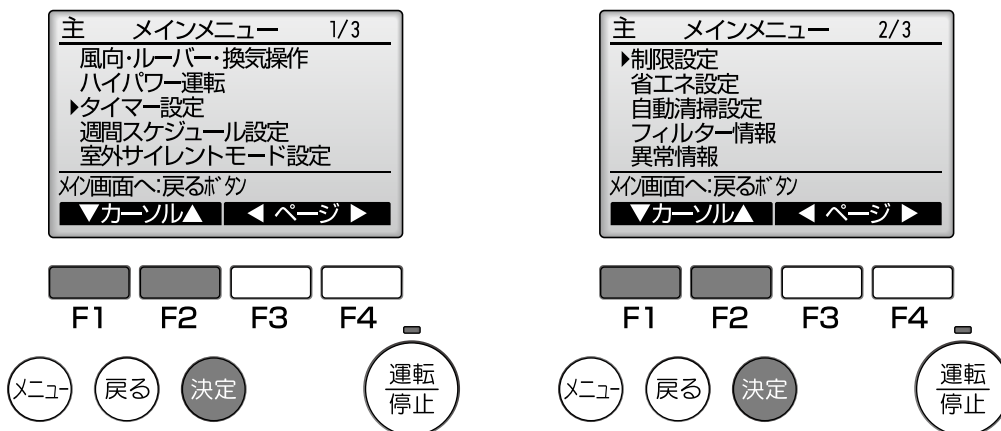 主 メインメニュー 1/3
風向・ルーバー・換気操作
ハイパワー運転
▶タイマー設定
週間スケジュール設定
室外サイレントモード設定
メイン画面へ:戻るボタン
▼カーソル▲ ◀ ページ ▶
F1 F2 F3 F4
メニュー 戻る 決定 運転
停止
主 メインメニュー 2/3
▶制限設定
省エネ設定
自動清掃設定
フィルター情報
異常情報
メイン画面へ:戻るボタン
▼カーソル▲ ◀ ページ ▶
F1 F2 F3 F4
メニュー 戻る 決定 運転
停止